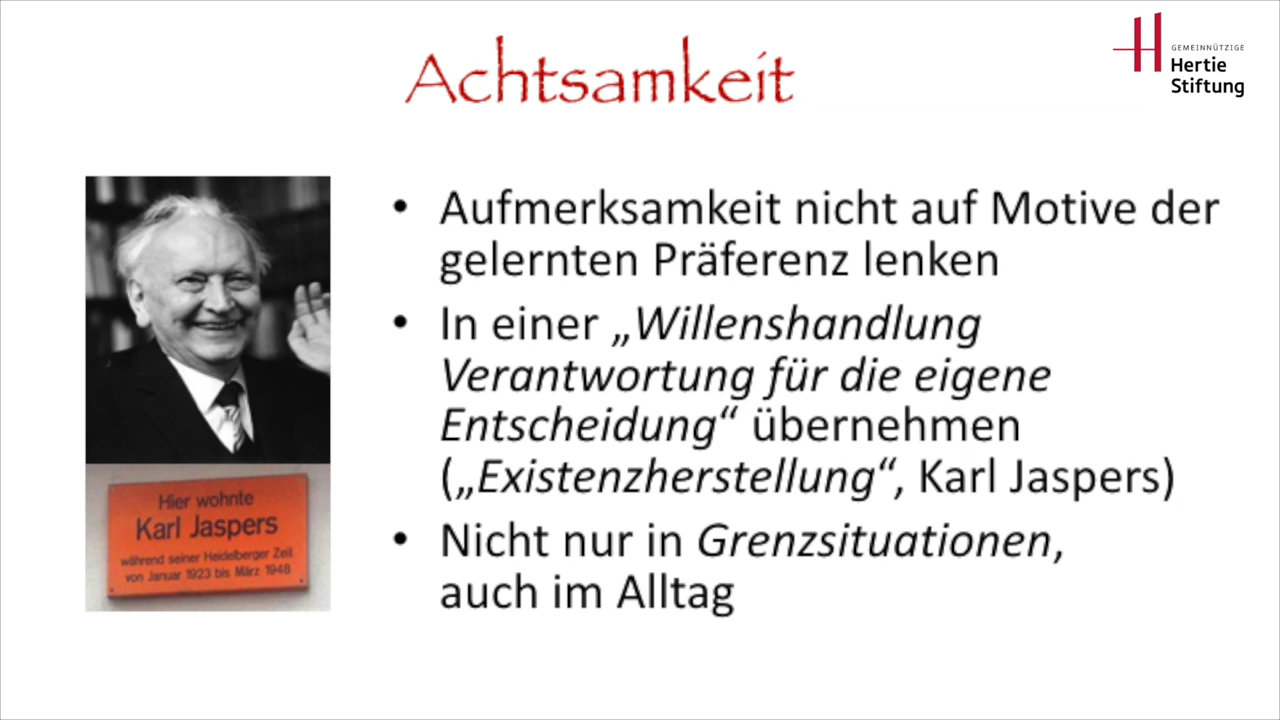 Achtsamkeit
GEMEINNÜTZIGE
Hertie
Stiftung
• Aufmerksamkeit nicht auf Motive der
gelernten Präferenz lenken
• In einer „Willenshandlung
Verantwortung für die eigene
Entscheidung“ übernehmen
(„Existenzherstellung“, Karl Jaspers)
• Nicht nur in Grenzsituationen,
auch im Alltag
Hier wohnte
Karl Jaspers
während seiner Heidelberger Zeit
von Januar 1923 bis März 1948